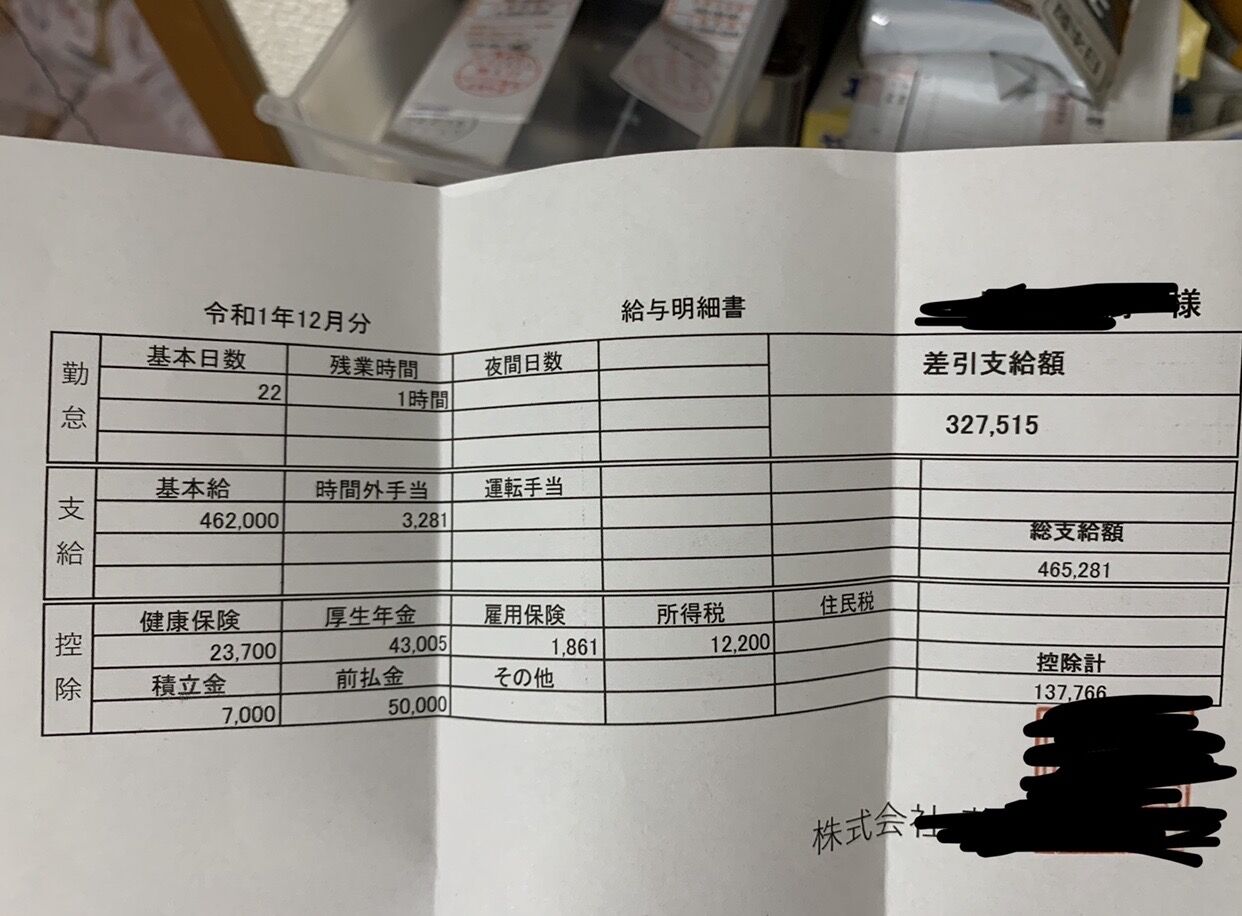 令和1年12月分 給与明細書 様
勤怠 基本日数 残業時間 夜間日数 差引支給額
22 1時間 327,515
支給 基本給 時間外手当 運転手当
462,000 3,281 総支給額
465,281
控除 健康保険 厚生年金 雇用保険 所得税 住民税
23,700 43,005 1,861 12,200 控除計
積立金 前払金 その他 137,766
7,000 50,000
株式会社